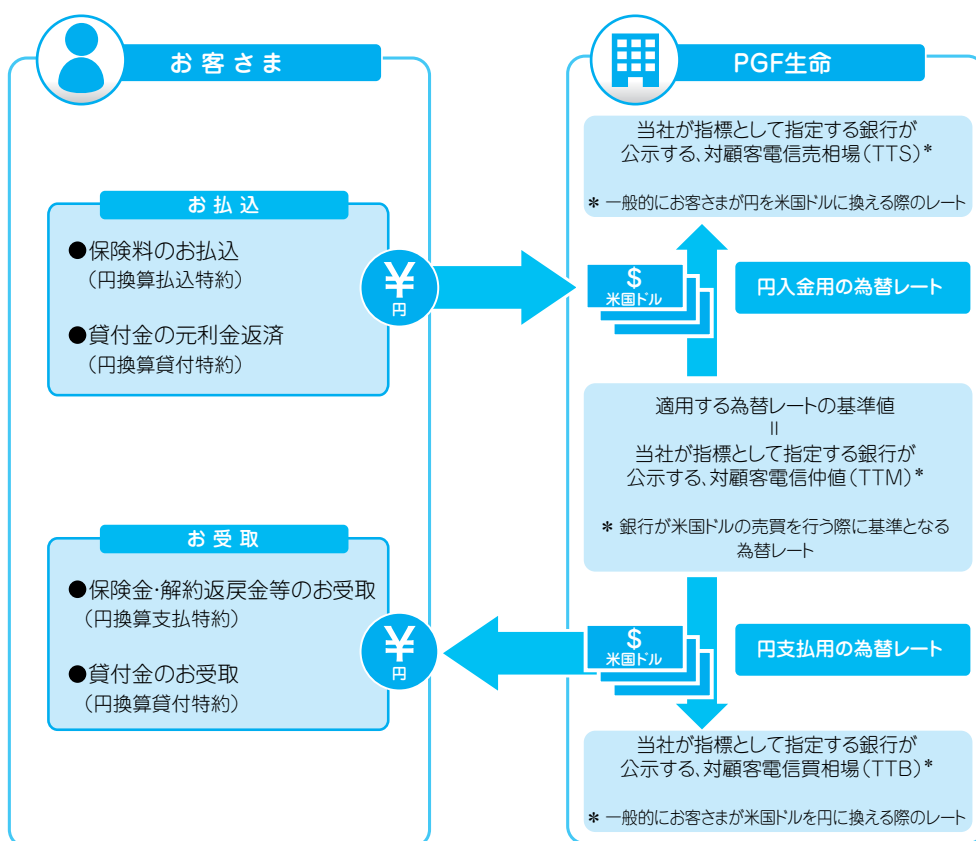 お客さま
お払込
●保険料のお払込
（円換算払込特約）
●貸付金の元利金返済
（円換算貸付特約）
¥
円
お受取
●保険金・解約返戻金等のお受取
（円換算支払特約）
●貸付金のお受取
（円換算貸付特約）
¥
円
PGF生命
当社が指標として指定する銀行が
公示する、対顧客電信売相場（TTS）*
* 一般的にお客さまが円を米国ドルに換える際のレート
$
米国ドル
円入金用の為替レート
適用する為替レートの基準値
＝
当社が指標として指定する銀行が
公示する、対顧客電信仲値（TTM）*
* 銀行が米国ドルの売買を行う際に基準となる
為替レート
$
米国ドル
円支払用の為替レート
当社が指標として指定する銀行が
公示する、対顧客電信買相場（TTB）*
* 一般的にお客さまが米国ドルを円に換える際のレート